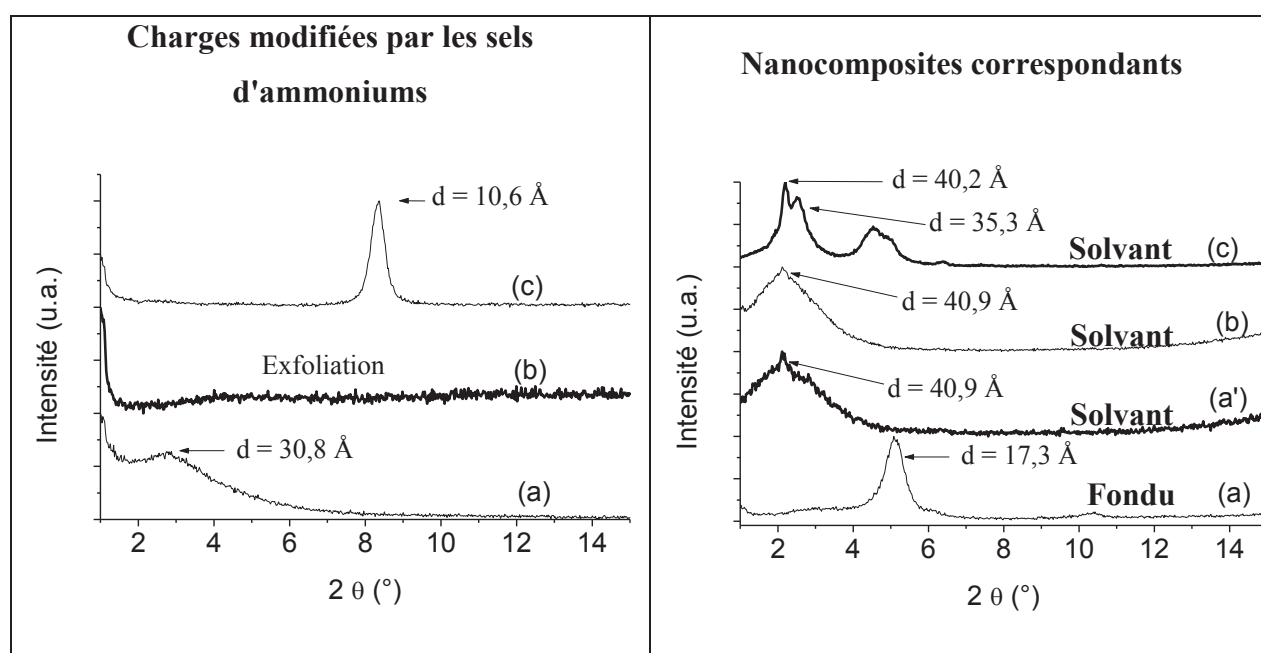 Charges modifiées par les sels
d'ammoniums
Intensité (u.a.)
d = 10,6 Å
(c)
Exfoliation
(b)
d = 30,8 Å
(a)
2 4 6 8 10 12 14
2 θ (°)
Nanocomposites correspondants
Intensité (u.a.)
d = 40,2 Å
d = 35,3 Å
Solvant (c)
d = 40,9 Å
Solvant (b)
d = 40,9 Å
Solvant (a')
d = 17,3 Å
Fondu (a)
2 4 6 8 10 12 14
2 θ (°)